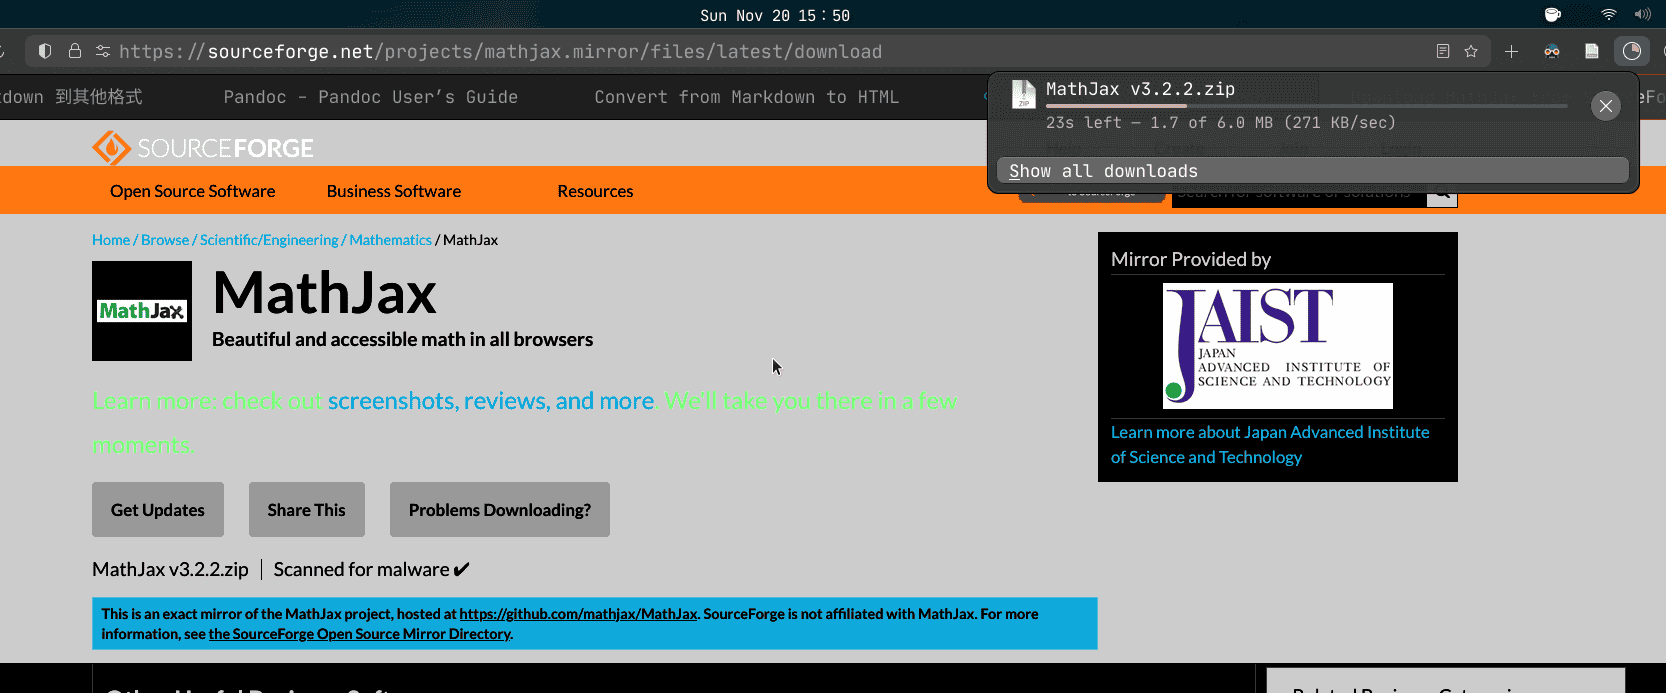 Sun Nov 20 15:50
https://sourceforge.net/projects/mathjax.mirror/files/latest/download
down 到其他格式
Pandoc - Pandoc User’s Guide
Convert from Markdown to HTML
MathJax v3.2.2.zip
23s left — 1.7 of 6.0 MB (271 KB/sec)
Show all downloads
SOURCEFORGE
Open Source Software
Business Software
Resources
Search for software or solutions
Home / Browse / Scientific/Engineering / Mathematics / MathJax
MathJax
MathJax
Beautiful and accessible math in all browsers
Learn more: check out screenshots, reviews, and more. We'll take you there in a few
moments.
Get Updates
Share This
Problems Downloading?
MathJax v3.2.2.zip | Scanned for malware ✔
This is an exact mirror of the MathJax project, hosted at https://github.com/mathjax/MathJax. SourceForge is not affiliated with MathJax. For more
information, see the SourceForge Open Source Mirror Directory.
Mirror Provided by
JAIST
JAPAN
ADVANCED INSTITUTE OF
SCIENCE AND TECHNOLOGY
Learn more about Japan Advanced Institute
of Science and Technology